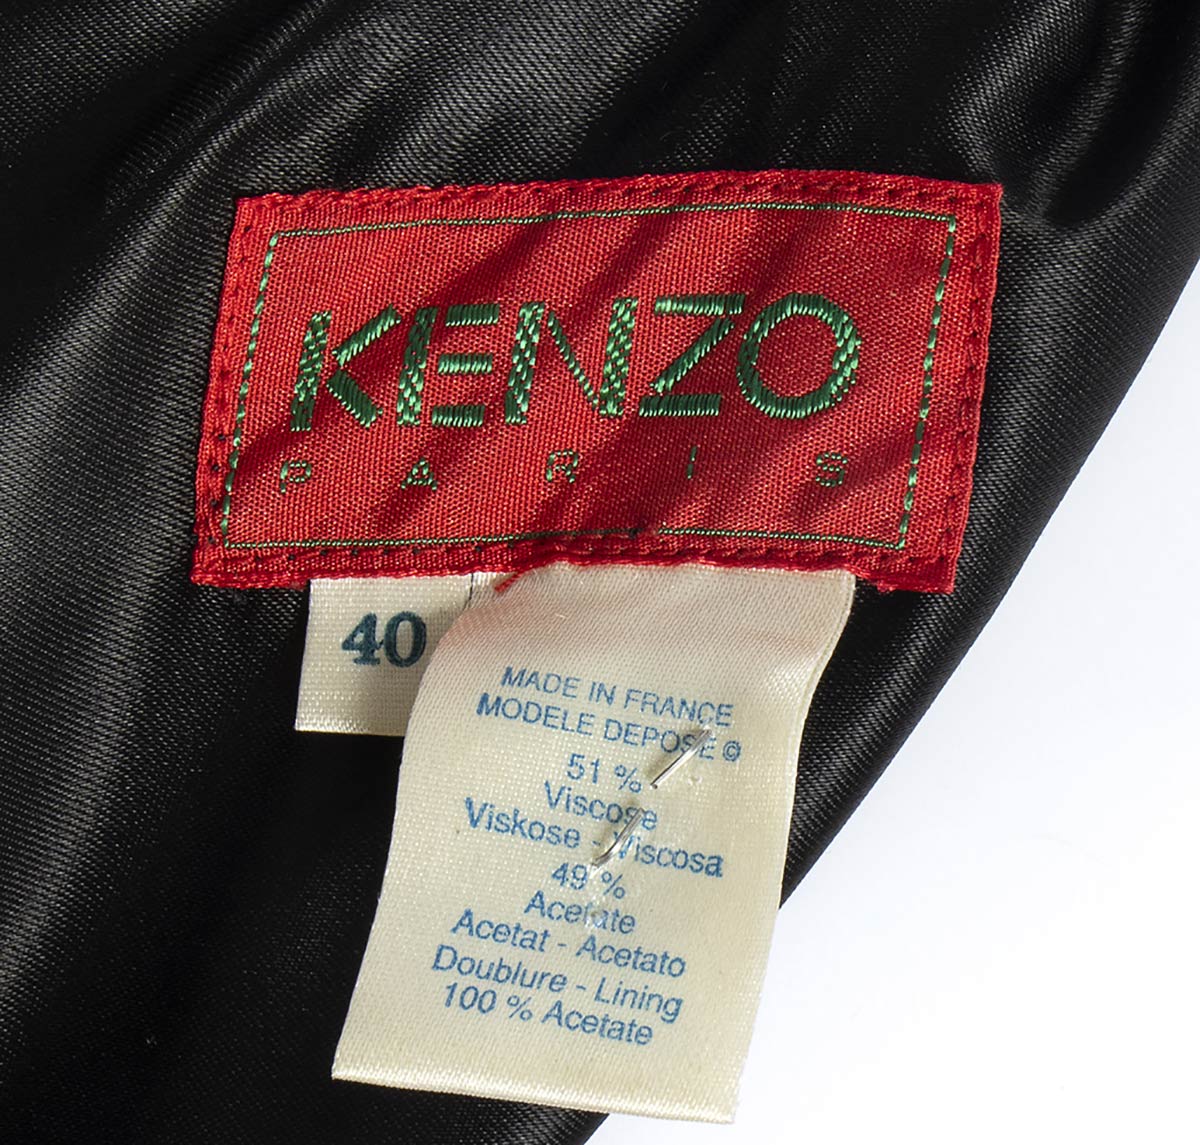 KENZO
PARIS
40
MADE IN FRANCE
MODELE DEPOSE ©
51 %
Viscose
Viskose - Viscosa
49 %
Acetate
Acetat - Acetato
Doublure - Lining
100 % Acetate